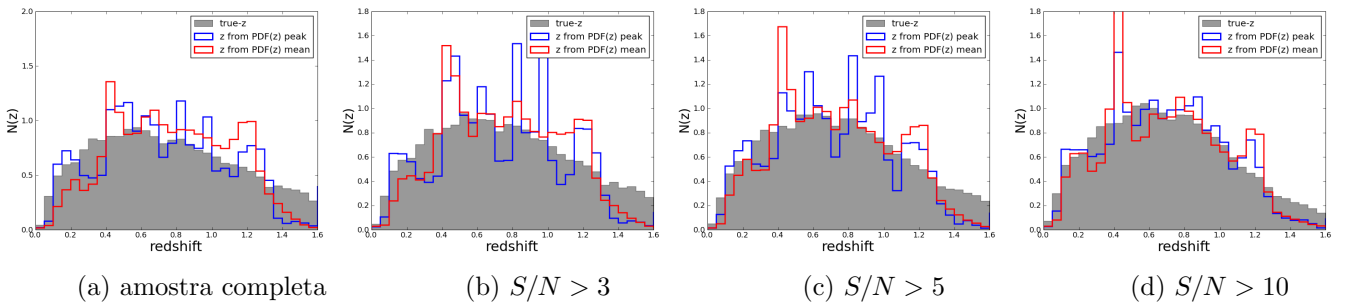 2.0
1.5
1.0
0.5
0.0
N(z)
0.0 0.2 0.4 0.6 0.8 1.0 1.2 1.4 1.6
redshift
true-z
z from PDF(z) peak
z from PDF(z) mean
(a) amostra completa
1.8
1.6
1.4
1.2
1.0
0.8
0.6
0.4
0.2
0.0
N(z)
0.0 0.2 0.4 0.6 0.8 1.0 1.2 1.4 1.6
redshift
true-z
z from PDF(z) peak
z from PDF(z) mean
(b) S/N > 3
1.8
1.6
1.4
1.2
1.0
0.8
0.6
0.4
0.2
0.0
N(z)
0.0 0.2 0.4 0.6 0.8 1.0 1.2 1.4 1.6
redshift
true-z
z from PDF(z) peak
z from PDF(z) mean
(c) S/N > 5
1.8
1.6
1.4
1.2
1.0
0.8
0.6
0.4
0.2
0.0
N(z)
0.0 0.2 0.4 0.6 0.8 1.0 1.2 1.4 1.6
redshift
true-z
z from PDF(z) peak
z from PDF(z) mean
(d) S/N > 10